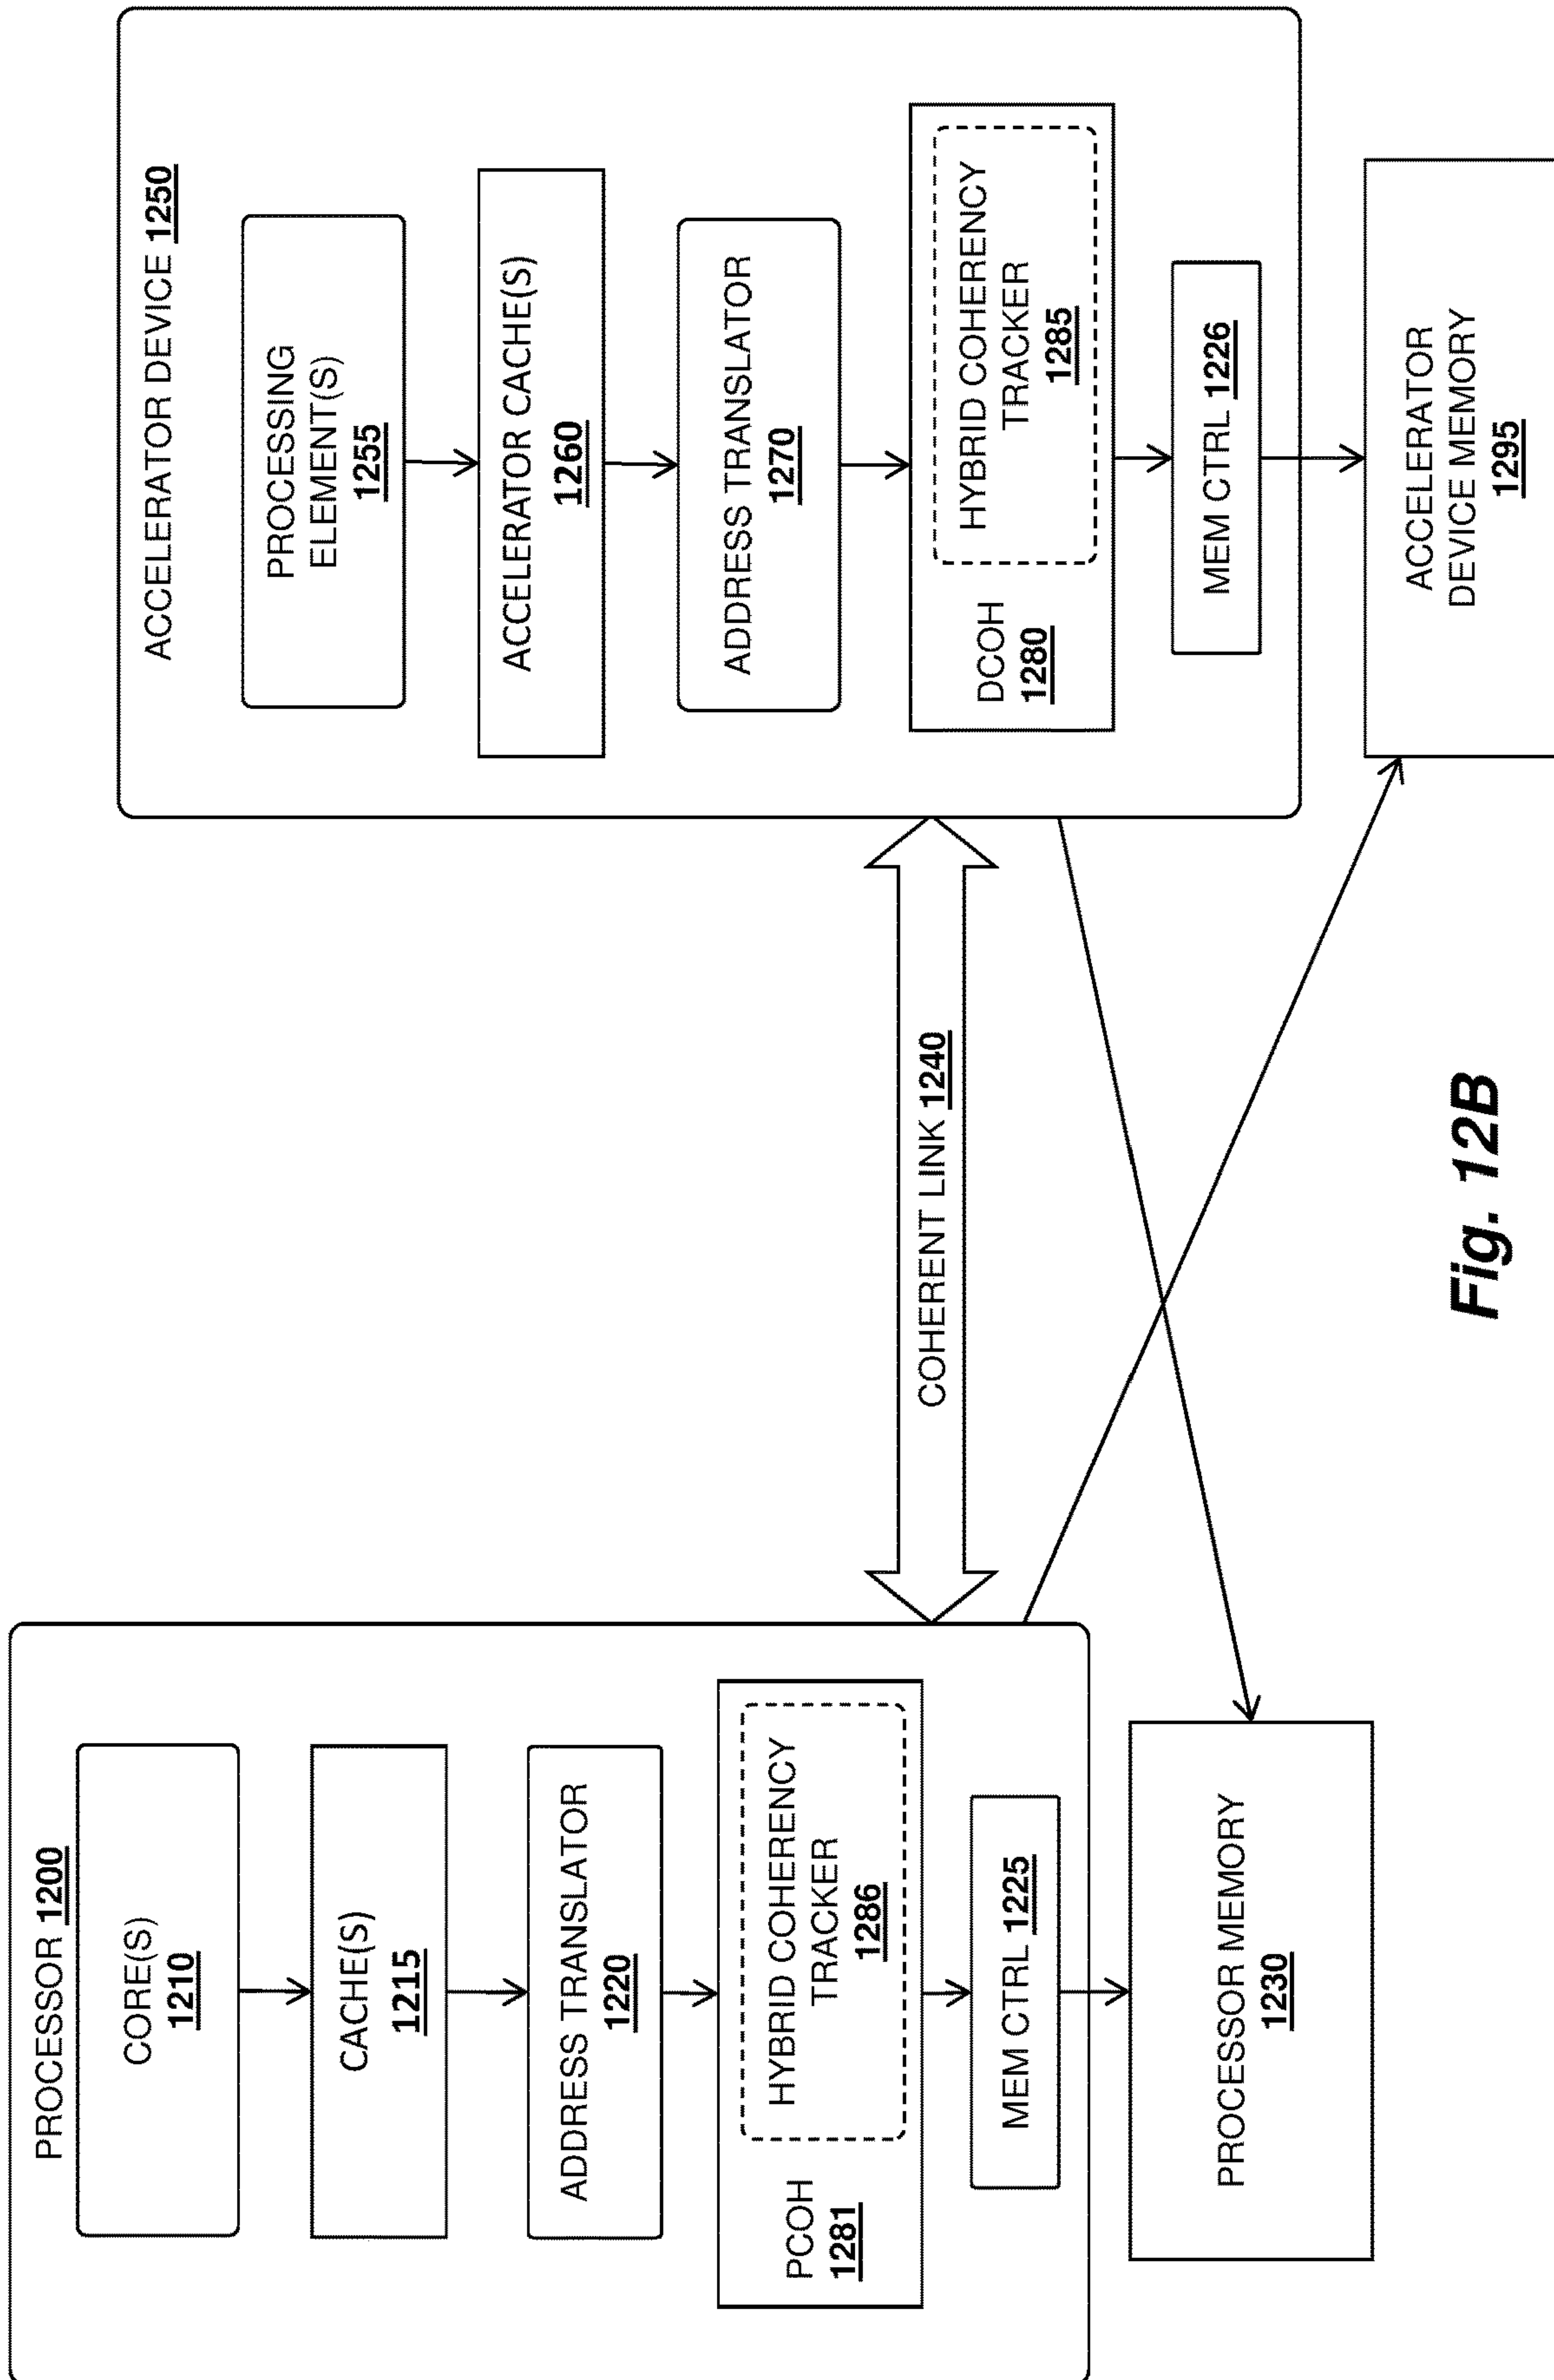 PROCESSOR 1200
CORE(S)
1210
CACHE(S)
1215
ADDRESS TRANSLATOR
1220
PCOH
1281
HYBRID COHERENCY
TRACKER
1286
MEM CTRL 1225
PROCESSOR MEMORY
1230
COHERENT LINK 1240
ACCELERATOR DEVICE 1250
PROCESSING
ELEMENT(S)
1255
ACCELERATOR CACHE(S)
1260
ADDRESS TRANSLATOR
1270
DCOH
1280
HYBRID COHERENCY
TRACKER
1285
MEM CTRL 1226
ACCELERATOR
DEVICE MEMORY
1295
Fig. 12B